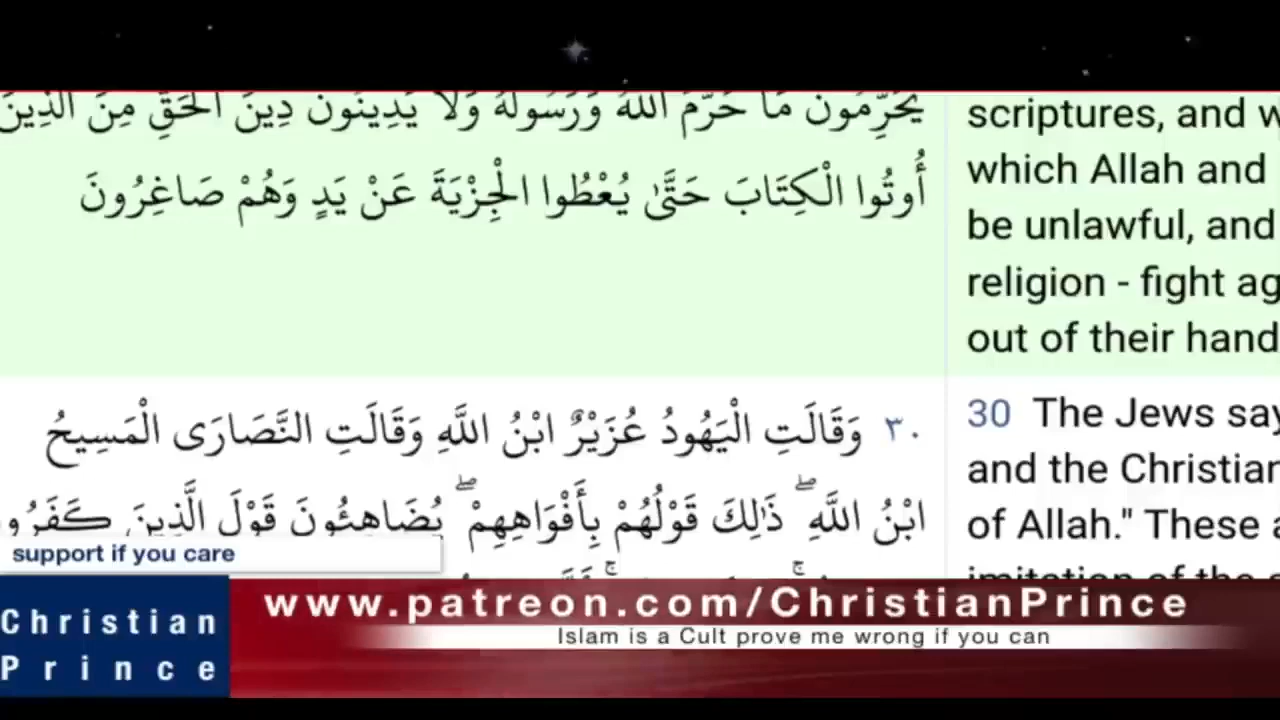 يُحَرِّمُونَ مَا حَرَّمَ اللَّهُ وَرَسُولُهُ وَلَا يَدِينُونَ دِينَ الْحَقِّ مِنَ الَّذِينَ
أُوتُوا الْكِتَابَ حَتَّىٰ يُعْطُوا الْجِزْيَةَ عَنْ يَدٍ وَهُمْ صَاغِرُونَ
scriptures, and w
which Allah and
be unlawful, and
religion - fight ag
out of their hand
٣٠ وَقَالَتِ الْيَهُودُ عُزَيْرٌ ابْنُ اللَّهِ وَقَالَتِ النَّصَارَى الْمَسِيحُ
ابْنُ اللَّهِ ۖ ذَٰلِكَ قَوْلُهُمْ بِأَفْوَاهِهِمْ ۖ يُضَاهِئُونَ قَوْلَ الَّذِينَ كَفَرُو
30 The Jews say
and the Christian
of Allah." These a
imitation of the s
support if you care
Christian
Prince
www.patreon.com/ChristianPrince
Islam is a Cult prove me wrong if you can